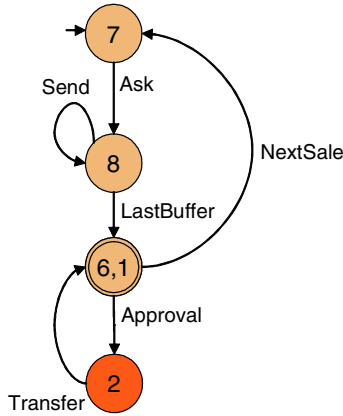 7
Ask
Send
8
NextSale
LastBuffer
6,1
Approval
2
Transfer